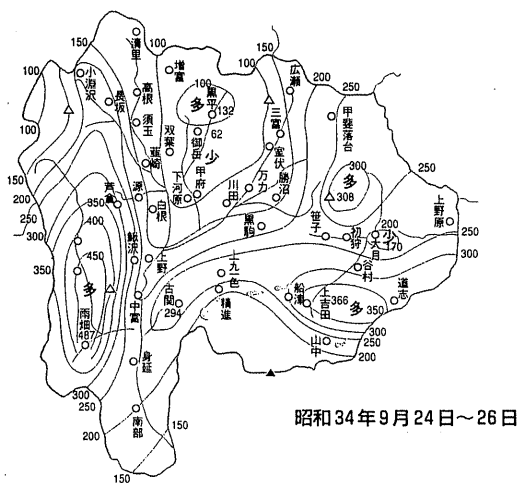 150
100
150
200
250
100
清里
増富
広瀬
小淵沢
長坂
高根
須玉
双葉
韮崎
100
黒平
多
132
62
御岳
少
甲府
下河原
三富
室伏
万力
川田
勝沼
甲斐落合
300
多
308
250
100
150
200
250
300
350
芦倉
350
400
450
多
雨畑
487
源
白根
鰍沢
上野
中富
黒駒
笹子
初狩
200
少
大月
170
上野原
250
300
谷村
道志
上九一色
古関
294
精進
船津
上吉田
366
多
350
山中
300
250
200
身延
南部
300
250
200
150
150
昭和34年9月24日～26日